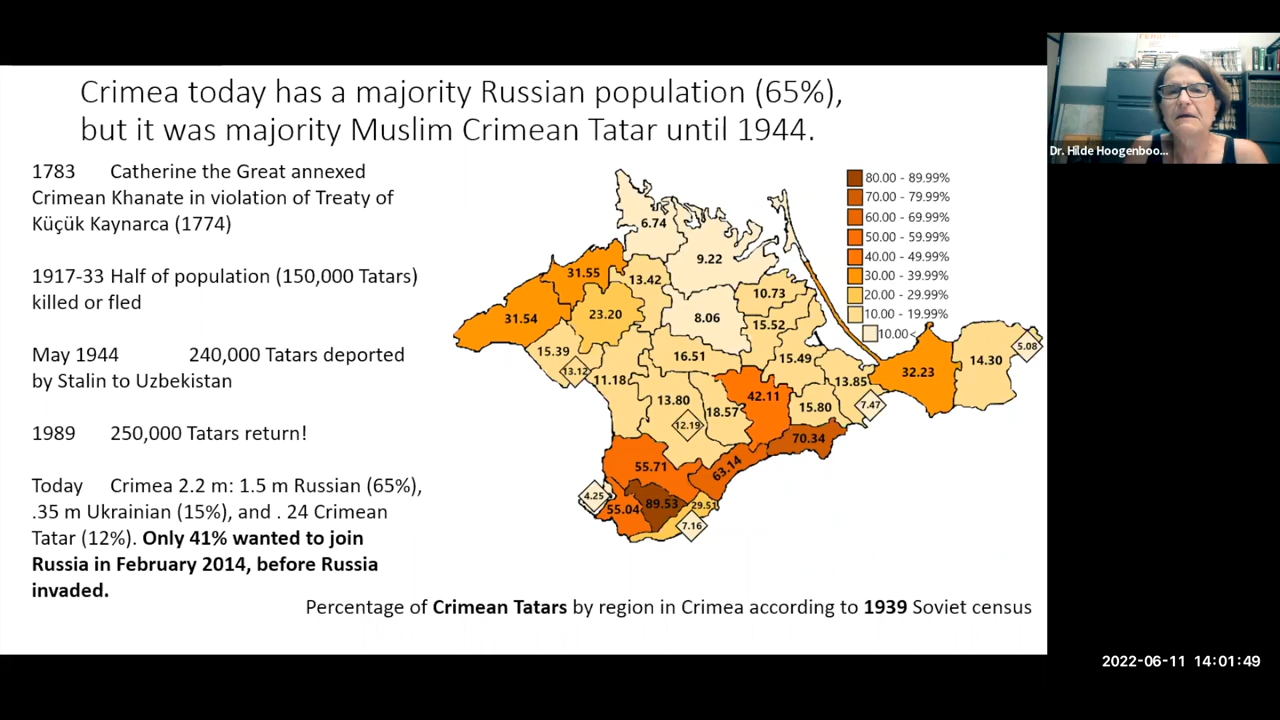 Crimea today has a majority Russian population (65%),
but it was majority Muslim Crimean Tatar until 1944.
1783 Catherine the Great annexed
Crimean Khanate in violation of Treaty of
Küçük Kaynarca (1774)
1917-33 Half of population (150,000 Tatars)
killed or fled
May 1944 240,000 Tatars deported
by Stalin to Uzbekistan
1989 250,000 Tatars return!
Today Crimea 2.2 m: 1.5 m Russian (65%),
.35 m Ukrainian (15%), and . 24 Crimean
Tatar (12%). Only 41% wanted to join
Russia in February 2014, before Russia
invaded.
80.00 - 89.99%
70.00 - 79.99%
60.00 - 69.99%
50.00 - 59.99%
40.00 - 49.99%
30.00 - 39.99%
20.00 - 29.99%
10.00 - 19.99%
10.00<
6.74
9.22
31.55
13.42
10.73
31.54
23.20
8.06
15.52
15.39
13.12
11.18
16.51
15.49
13.85
32.23
14.30
5.08
13.80
12.19
18.57
42.11
15.80
7.47
70.34
55.71
63.14
4.25
55.04
89.53
29.51
7.16
Percentage of Crimean Tatars by region in Crimea according to 1939 Soviet census
Dr. Hilde Hoogenboo...
2022-06-11 14:01:49